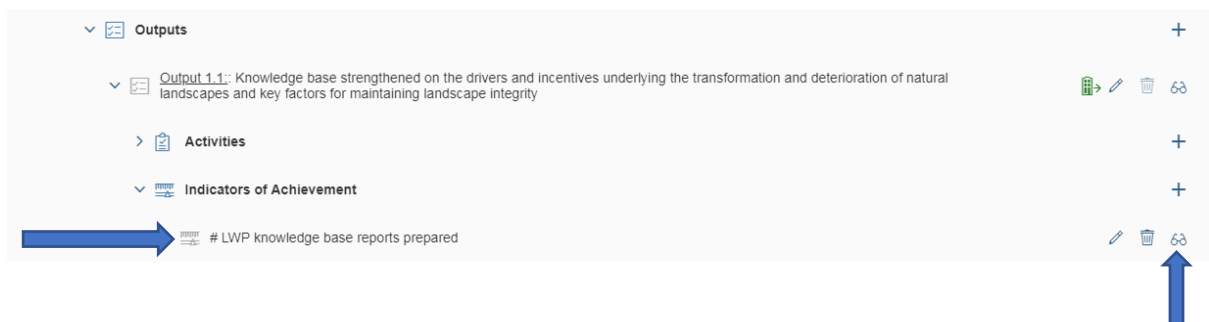 Outputs
Output 1.1:: Knowledge base strengthened on the drivers and incentives underlying the transformation and deterioration of natural
landscapes and key factors for maintaining landscape integrity
Activities
Indicators of Achievement
# LWP knowledge base reports prepared